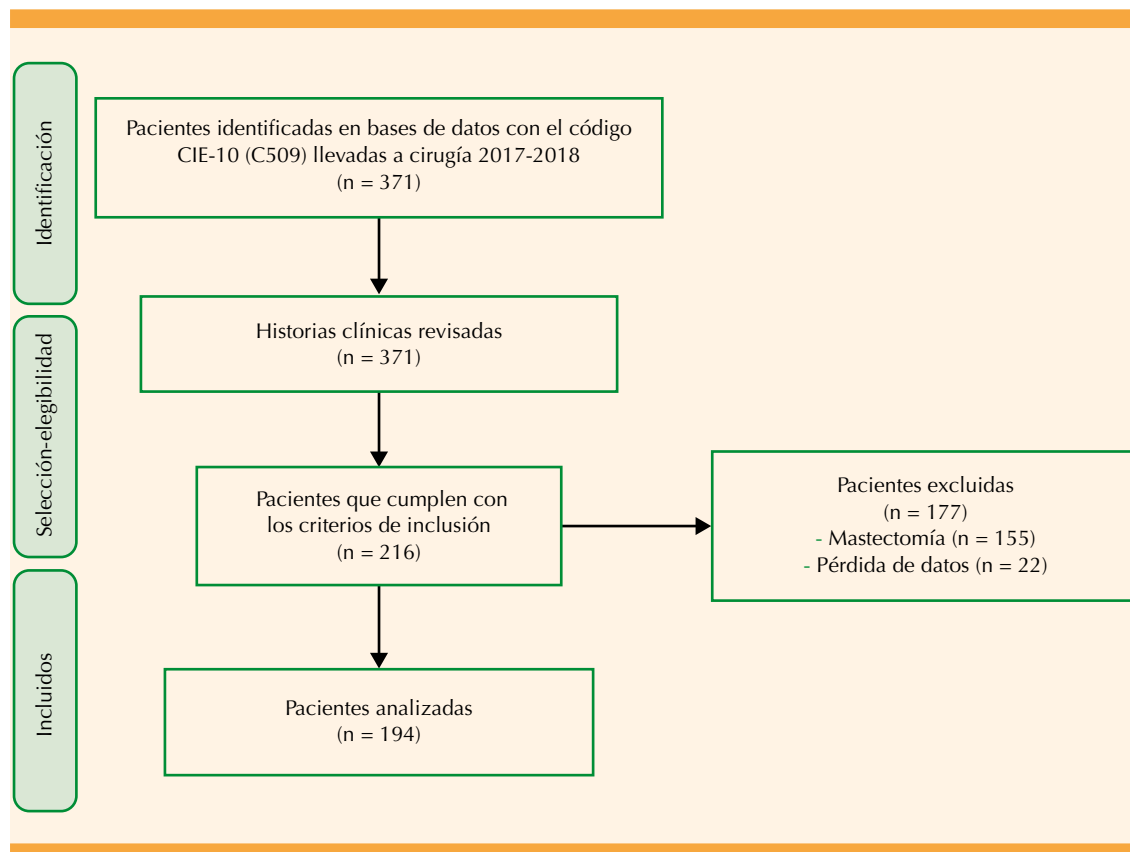 Identificación
Pacientes identificadas en bases de datos con el código
CIE-10 (C509) llevadas a cirugía 2017-2018
(n = 371)
Selección-elegibilidad
Historias clínicas revisadas
(n = 371)
Pacientes que cumplen con
los criterios de inclusión
(n = 216)
Pacientes excluidas
(n = 177)
- Mastectomía (n = 155)
- Pérdida de datos (n = 22)
Incluidos
Pacientes analizadas
(n = 194)